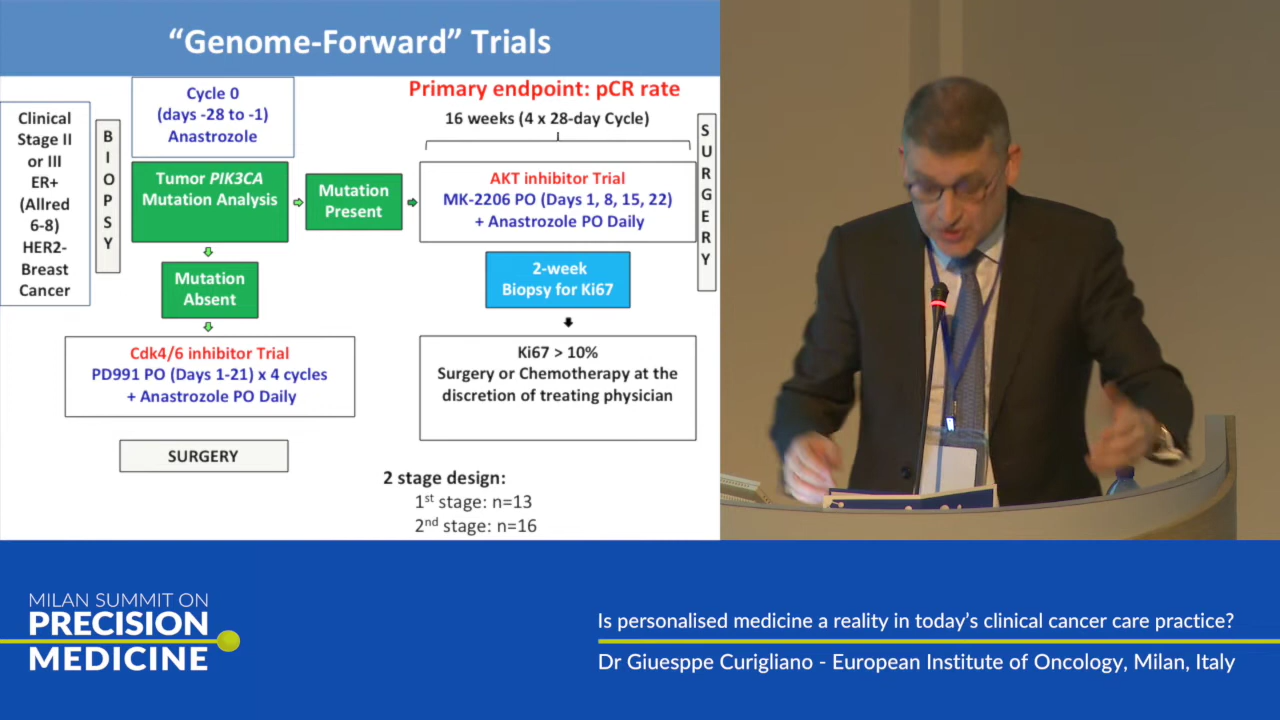 “Genome-Forward” Trials
Clinical
Stage II
or III
ER+
(Allred
6-8)
HER2-
Breast
Cancer
B
I
O
P
S
Y
Cycle 0
(days -28 to -1)
Anastrozole
Tumor PIK3CA
Mutation Analysis
Mutation
Present
Primary endpoint: pCR rate
16 weeks (4 x 28-day Cycle)
AKT inhibitor Trial
MK-2206 PO (Days 1, 8, 15, 22)
+ Anastrozole PO Daily
S
U
R
G
E
R
Y
Mutation
Absent
2-week
Biopsy for Ki67
Cdk4/6 inhibitor Trial
PD991 PO (Days 1-21) x 4 cycles
+ Anastrozole PO Daily
Ki67 > 10%
Surgery or Chemotherapy at the
discretion of treating physician
SURGERY
2 stage design:
1st stage: n=13
2nd stage: n=16
MILAN SUMMIT ON
PRECISION
MEDICINE
Is personalised medicine a reality in today’s clinical cancer care practice?
Dr Giuesppe Curigliano - European Institute of Oncology, Milan, Italy